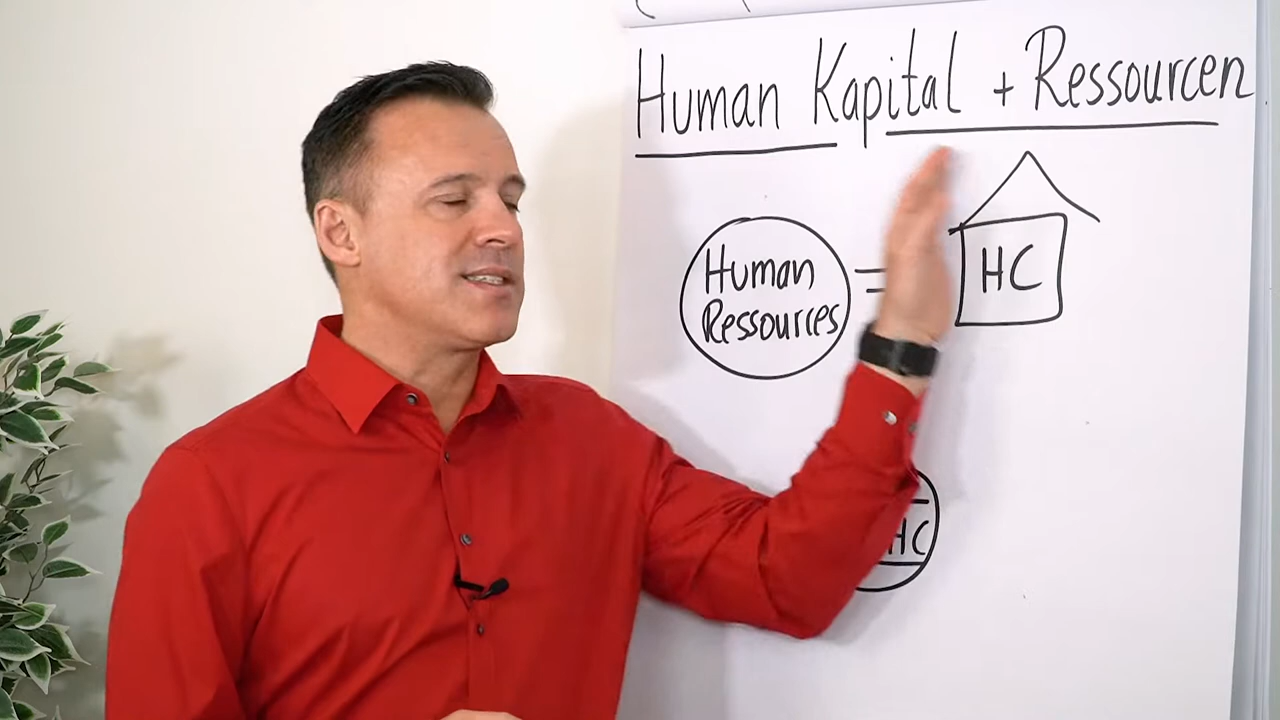 Human Kapital + Ressourcen
Human
Ressources
=
HC
HC